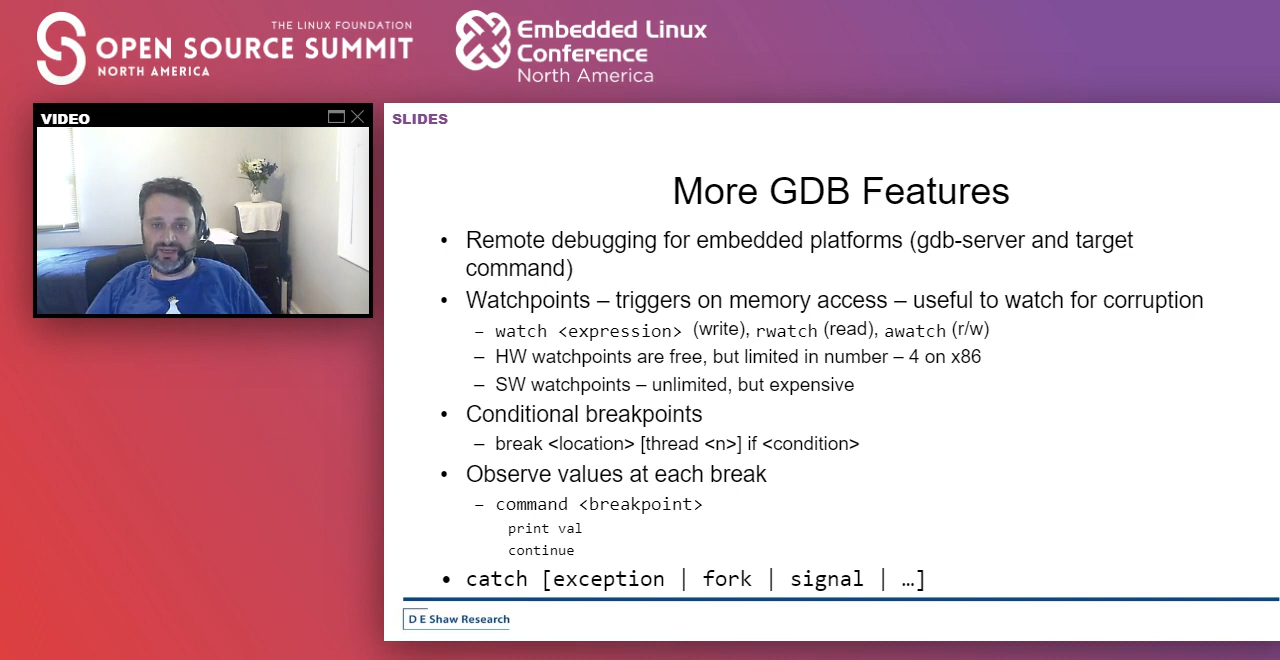 THE LINUX FOUNDATION
OPEN SOURCE SUMMIT
NORTH AMERICA
Embedded Linux
Conference
North America
VIDEO
SLIDES
More GDB Features
• Remote debugging for embedded platforms (gdb-server and target
command)
• Watchpoints – triggers on memory access – useful to watch for corruption
– watch <expression> (write), rwatch (read), awatch (r/w)
– HW watchpoints are free, but limited in number – 4 on x86
– SW watchpoints – unlimited, but expensive
• Conditional breakpoints
– break <location> [thread <n>] if <condition>
• Observe values at each break
– command <breakpoint>
print val
continue
• catch [exception | fork | signal | …]
D E Shaw Research